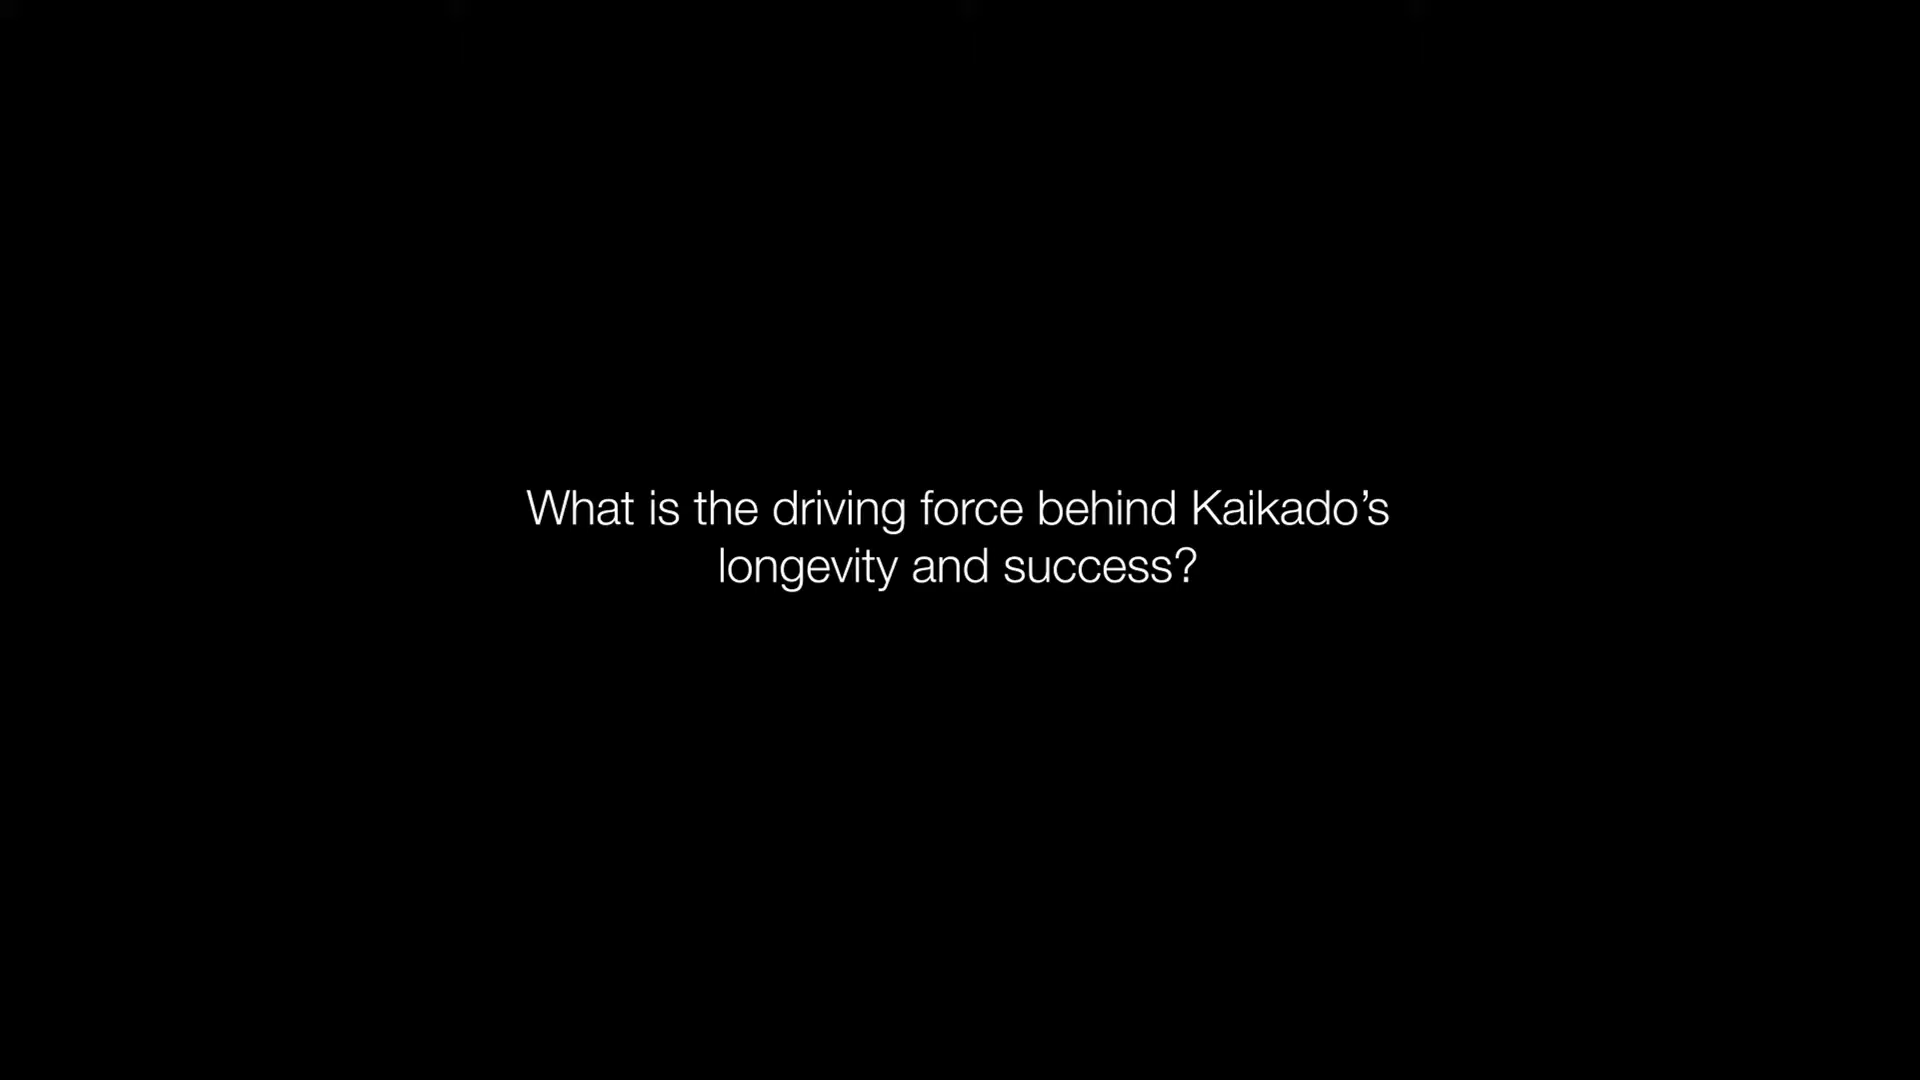 What is the driving force behind Kaikado’s
longevity and success?